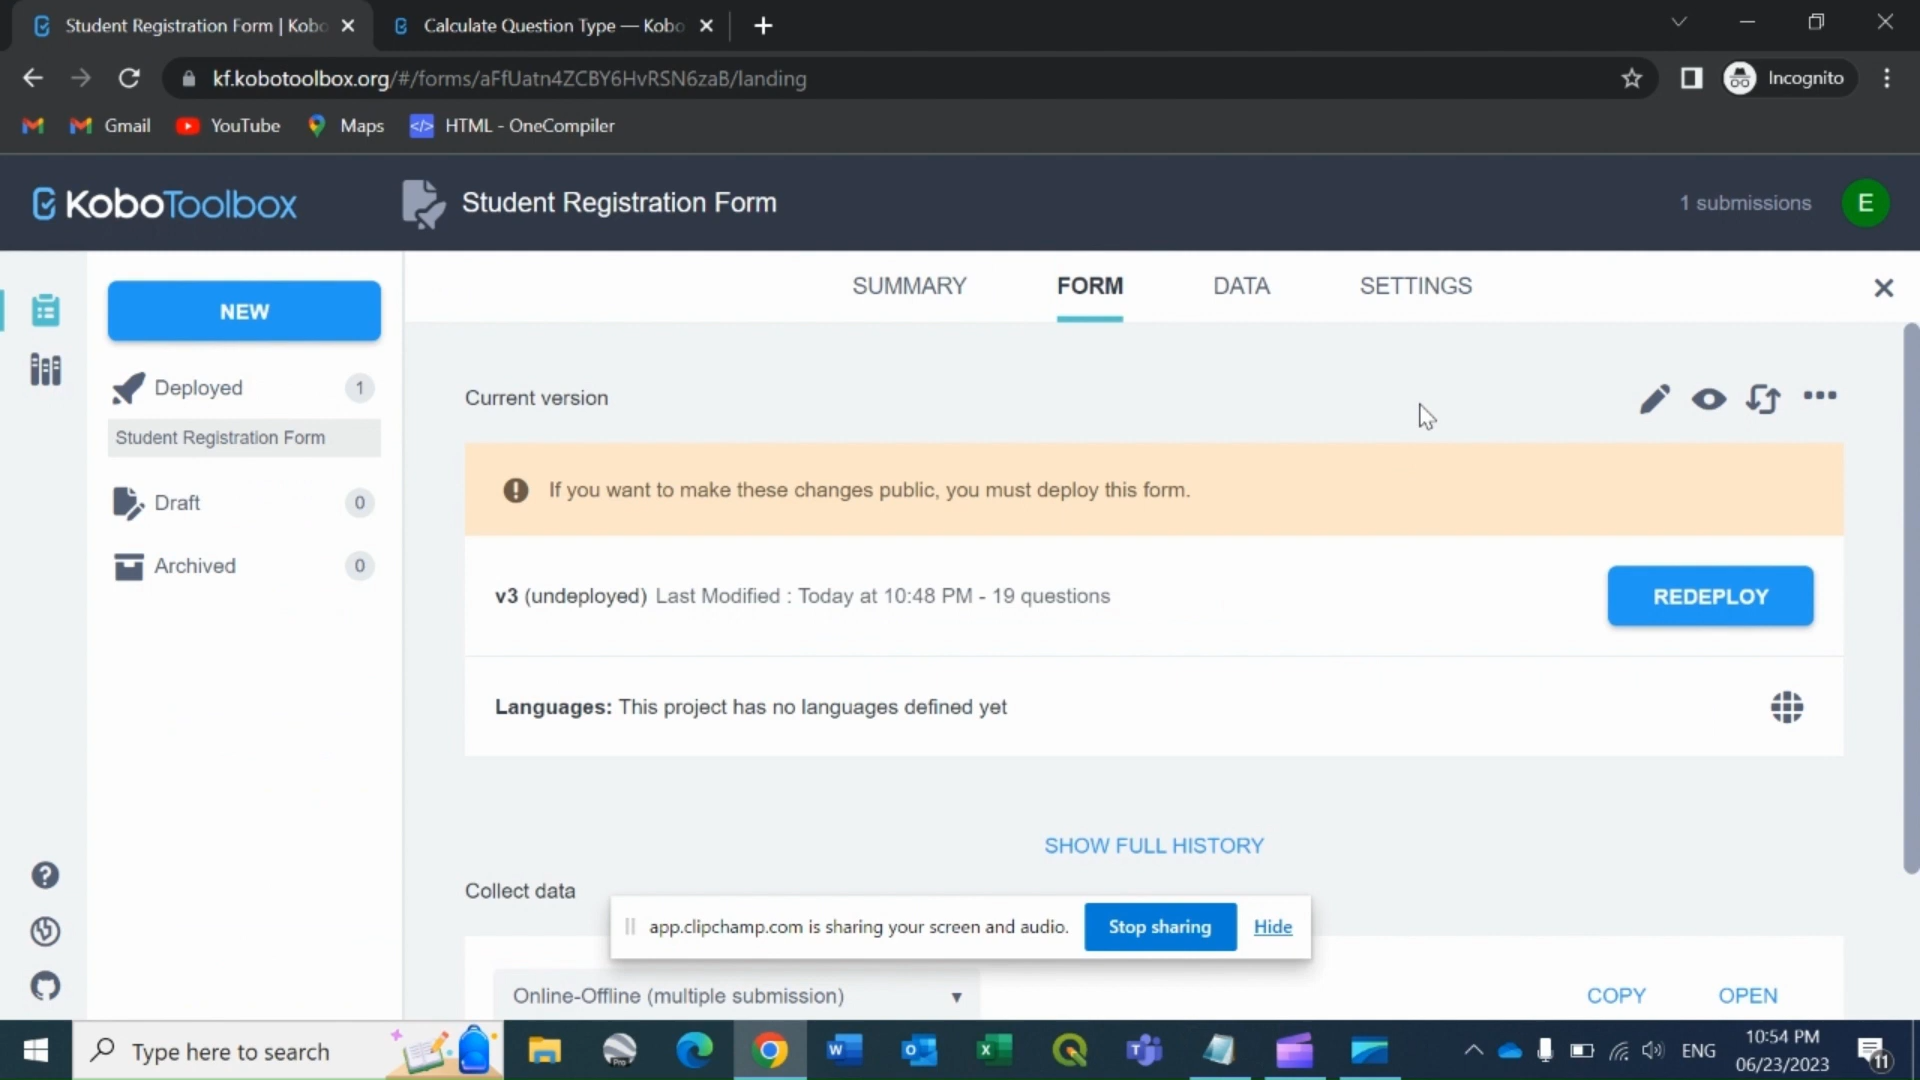 Student Registration Form | Kobo
Calculate Question Type — Kobo
kf.kobotoolbox.org/#/forms/aFfUatn4ZCBY6HvRSN6zaB/landing
Incognito
Gmail
YouTube
Maps
HTML - OneCompiler
KoboToolbox
Student Registration Form
1 submissions
E
SUMMARY
FORM
DATA
SETTINGS
NEW
Deployed
1
Student Registration Form
Draft
0
Archived
0
Current version
If you want to make these changes public, you must deploy this form.
v3 (undeployed) Last Modified : Today at 10:48 PM - 19 questions
REDEPLOY
Languages: This project has no languages defined yet
SHOW FULL HISTORY
Collect data
app.clipchamp.com is sharing your screen and audio.
Stop sharing
Hide
Online-Offline (multiple submission)
COPY
OPEN
Type here to search
Pro
ENG
10:54 PM
06/23/2023
11